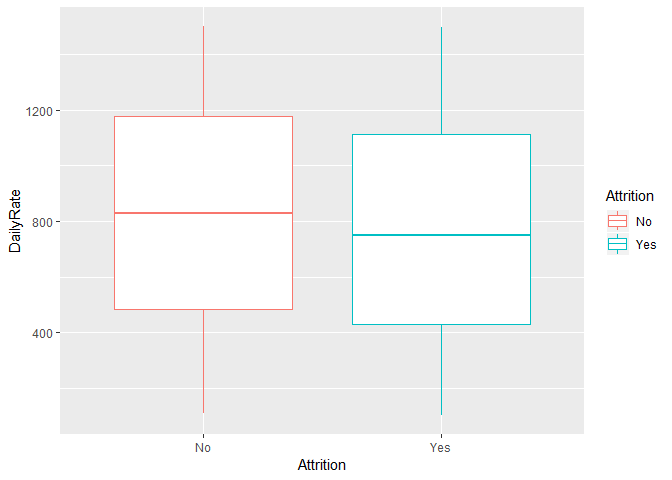 1200
800
400
DailyRate
No
Yes
Attrition
Attrition
No
Yes